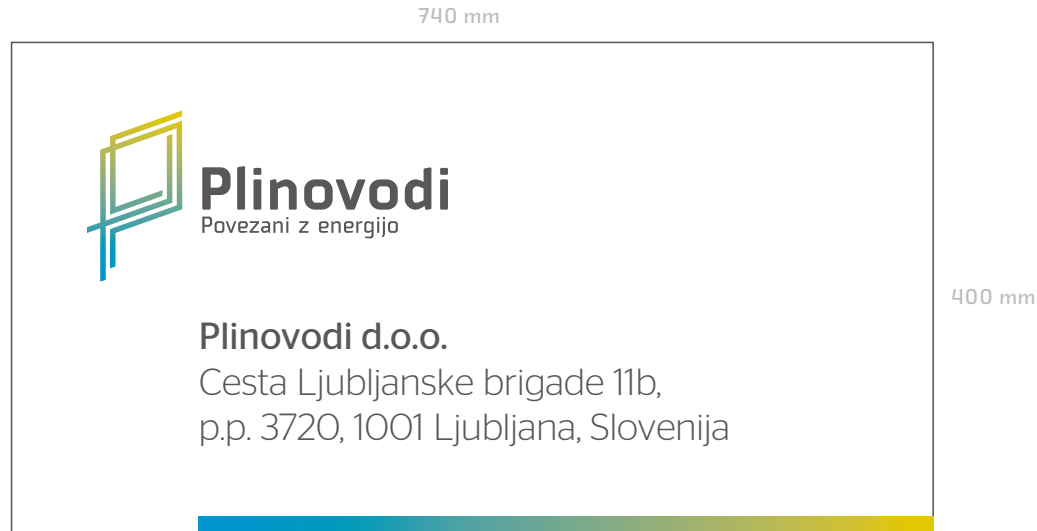 740 mm
Plinovodi
Povezani z energijo
400 mm
Plinovodi d.o.o.
Cesta Ljubljanske brigade 11b,
p.p. 3720, 1001 Ljubljana, Slovenija